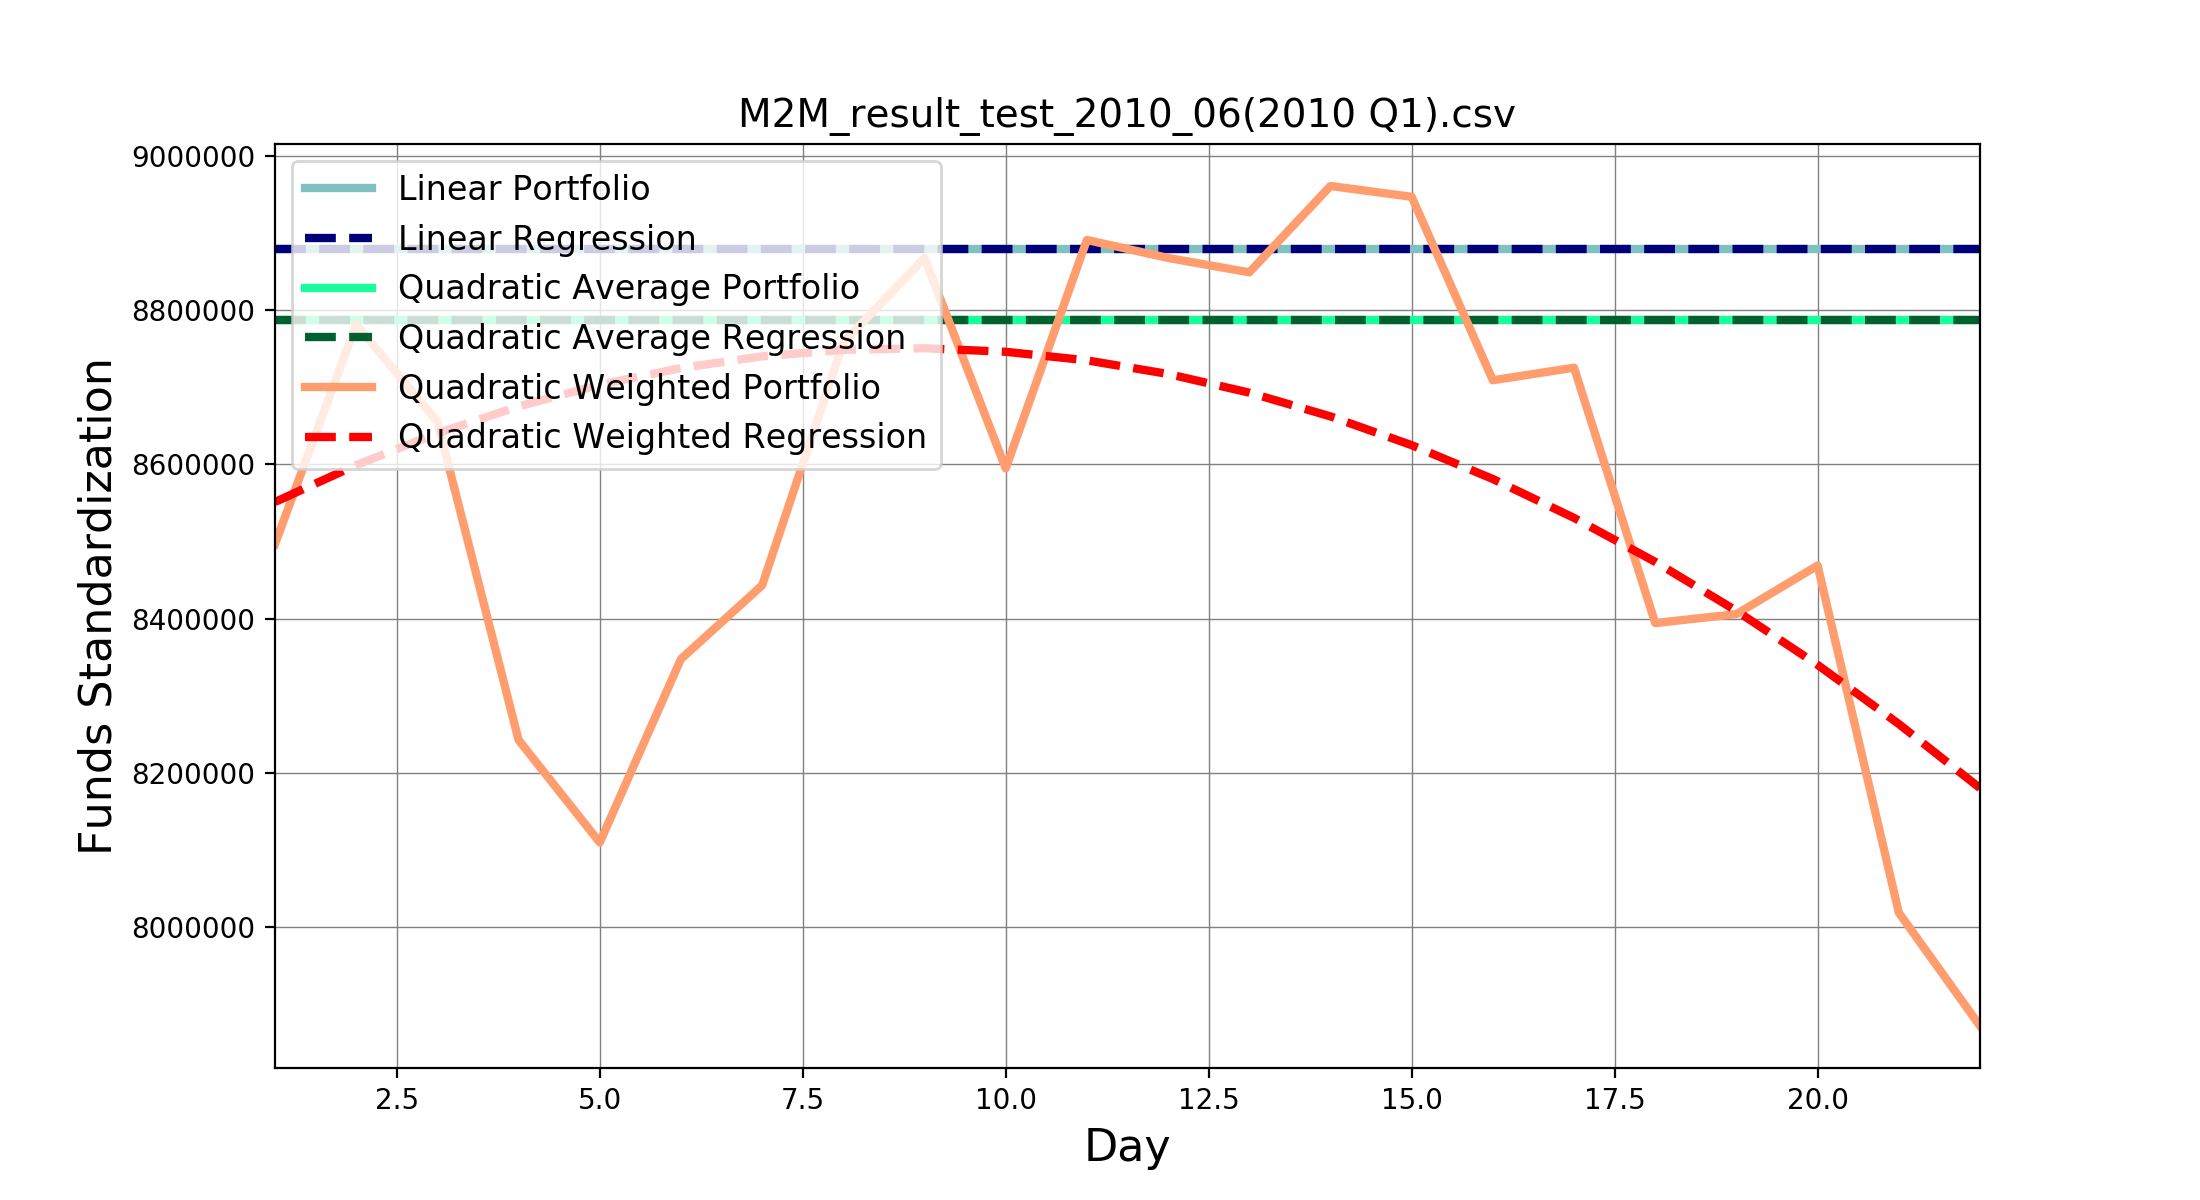 M2M_result_test_2010_06(2010 Q1).csv
9000000
8800000
8600000
8400000
8200000
8000000
Funds Standardization
Linear Portfolio
Linear Regression
Quadratic Average Portfolio
Quadratic Average Regression
Quadratic Weighted Portfolio
Quadratic Weighted Regression
2.5 5.0 7.5 10.0 12.5 15.0 17.5 20.0
Day